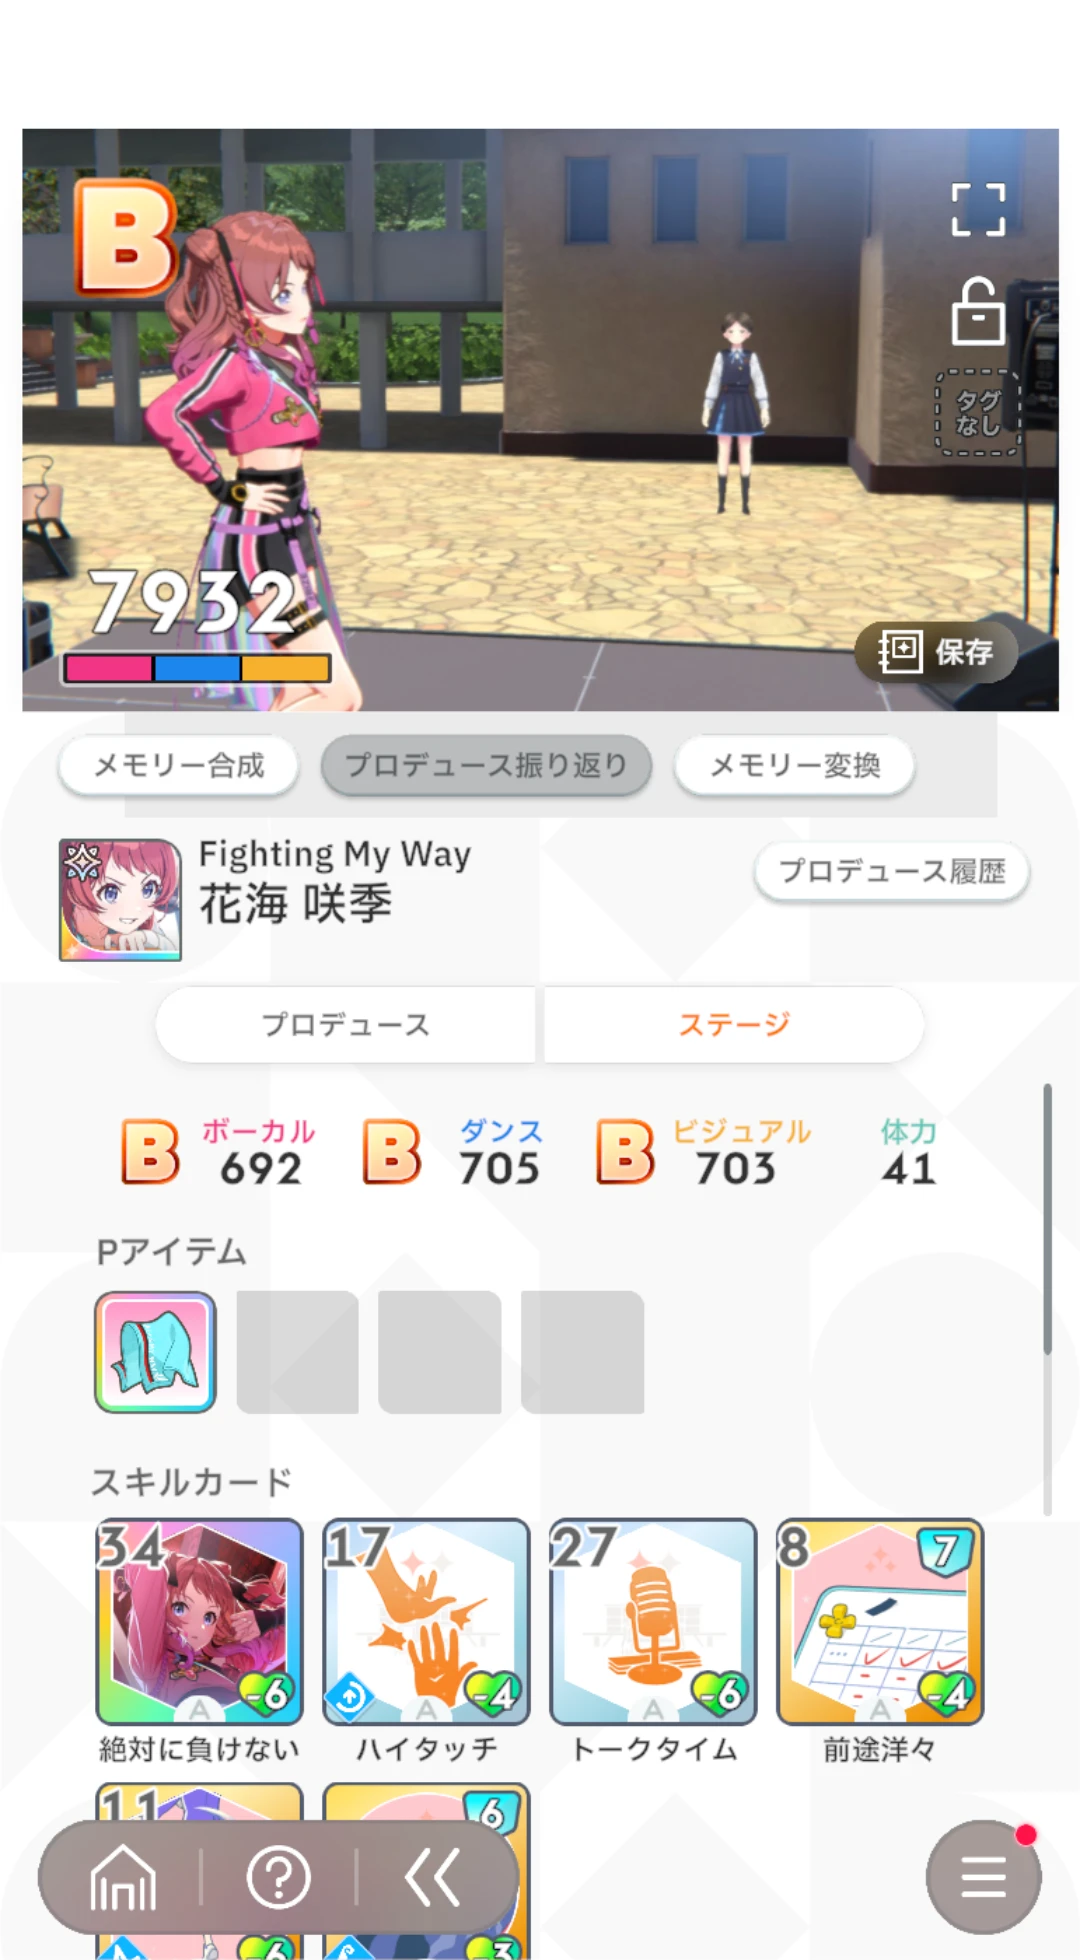 B
タグ
なし
7932
保存
メモリー合成
プロデュース振り返り
メモリー変換
Fighting My Way
花海 咲季
プロデュース履歴
プロデュース
ステージ
B ボーカル 692
B ダンス 705
B ビジュアル 703
体力 41
Pアイテム
スキルカード
34 -6 A
17 -4 A
27 -6 A
8 7 -4 A
絶対に負けない
ハイタッチ
トークタイム
前途洋々
11 -6
6 -3